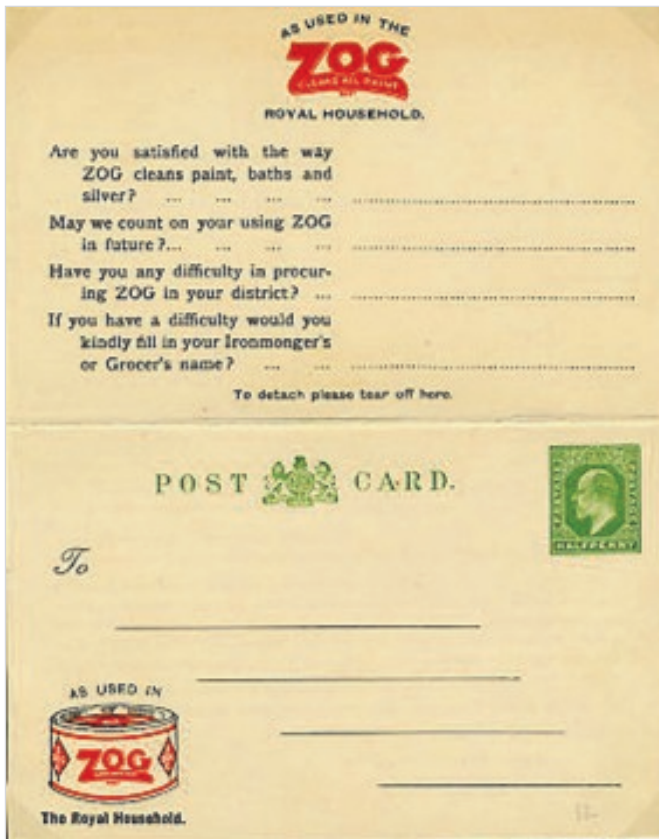 AS USED IN THE
ZOG
CLEANS ALL PAINT
ROYAL HOUSEHOLD.
Are you satisfied with the way
ZOG cleans paint, baths and
silver? ... ... ... ...
May we count on your using ZOG
in future?... ... ... ...
Have you any difficulty in procur-
ing ZOG in your district? ...
If you have a difficulty would you
kindly fill in your Ironmonger's
or Grocer's name? ... ...
To detach please tear off here.
POST CARD.
POSTAGE
HALFPENNY
To
AS USED IN
ZOG
The Royal Household.